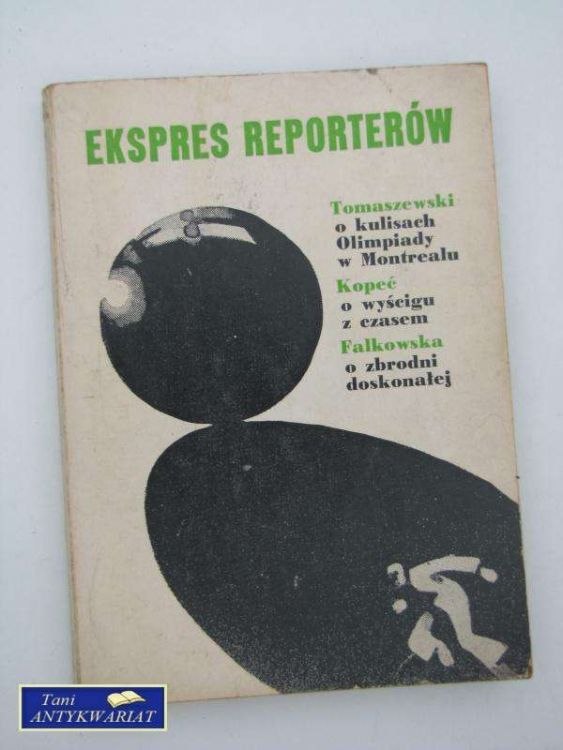 EKSPRES REPORTERÓW
Tomaszewski
o kulisach
Olimpiady
w Montrealu
Kopeć
o wyścigu
z czasem
Falkowska
o zbrodni
doskonałej
Tani
ANTYKWARIAT